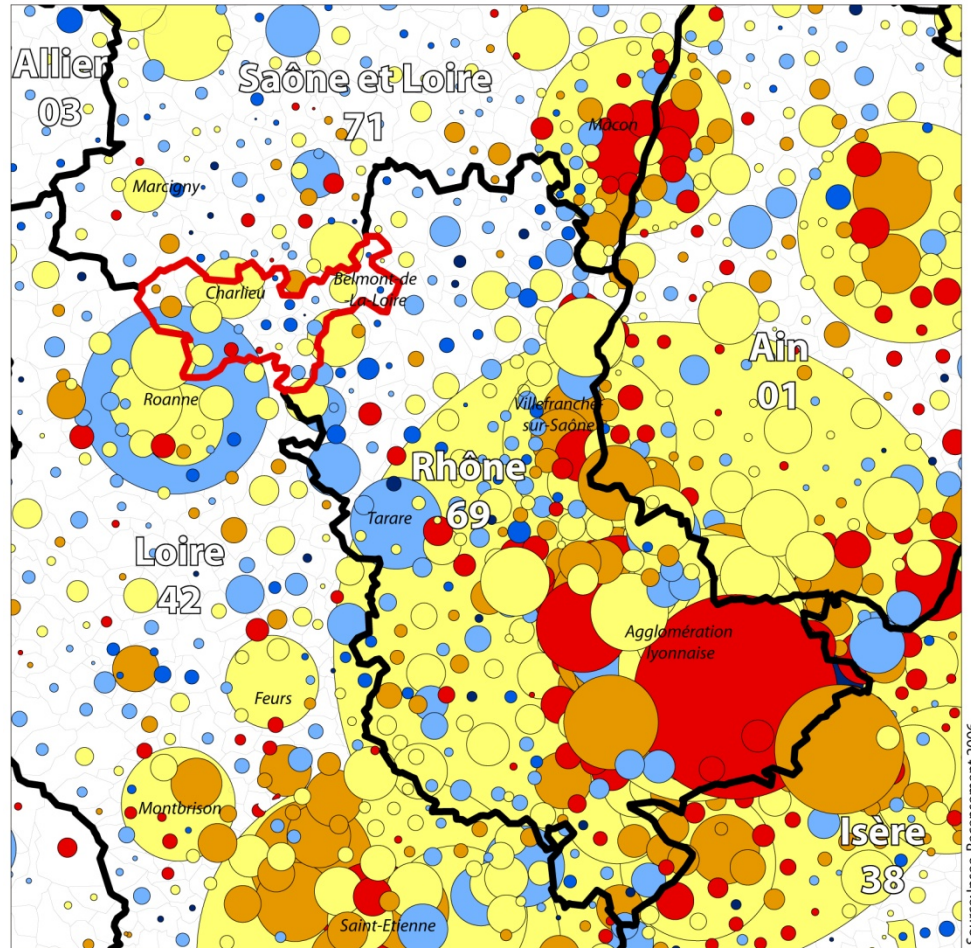 Allier
03
Saône et Loire
71
Mâcon
Marcigny
Charlieu
Belmont-de
-La-Loire
Ain
01
Roanne
Villefranche
sur-Saône
Rhône
69
Tarare
Loire
42
Agglomération
lyonnaise
Feurs
Montbrison
Isère
38
Saint-Etienne